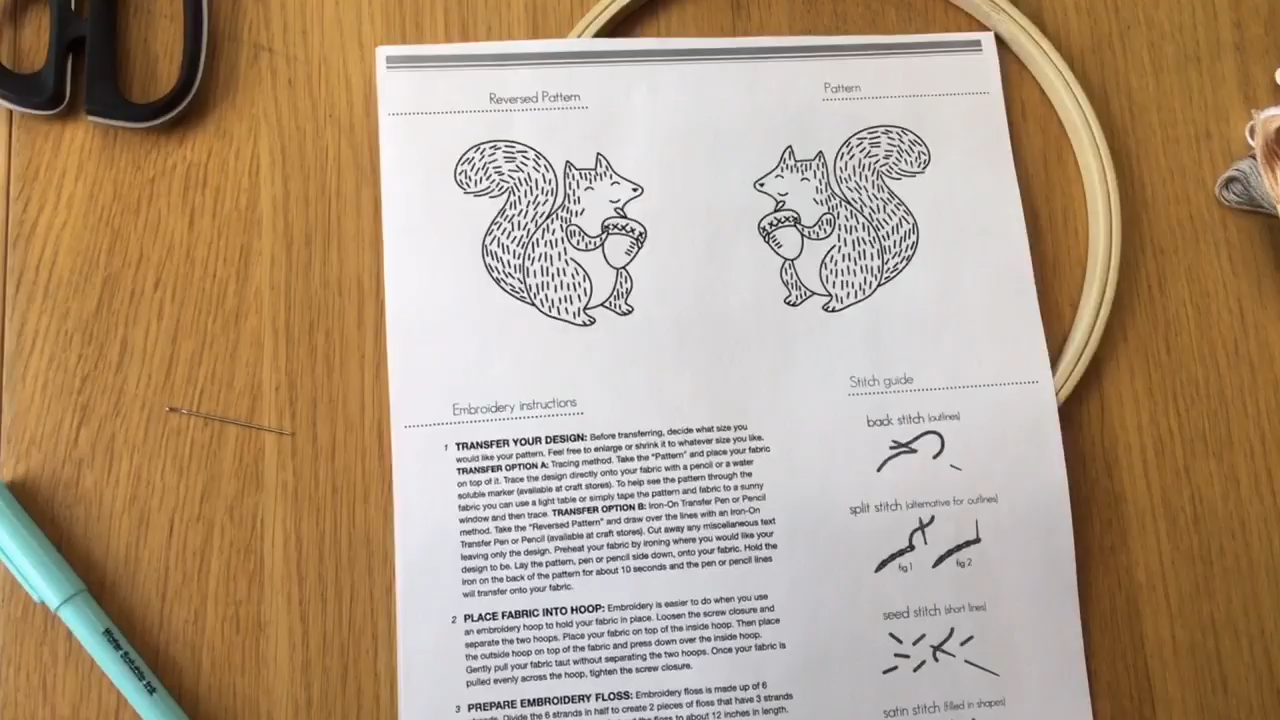 Reversed Pattern
Pattern
Embroidery instructions
1 TRANSFER YOUR DESIGN: Before transferring, decide what size you
would like your pattern. Feel free to enlarge or shrink it to whatever size you like.
TRANSFER OPTION A: Tracing method. Take the "Pattern" and place your fabric
on top of it. Trace the design directly onto your fabric with a pencil or a water
soluble marker (available at craft stores). To help see the pattern through the
fabric you can use a light table or simply tape the pattern and fabric to a sunny
window and then trace. TRANSFER OPTION B: Iron-On Transfer Pen or Pencil
method. Take the "Reversed Pattern" and draw over the lines with an Iron-On
Transfer Pen or Pencil (available at craft stores). Cut away any miscellaneous text
leaving only the design. Preheat your fabric by ironing where you would like your
design to be. Lay the pattern, pen or pencil side down, onto your fabric. Hold the
iron on the back of the pattern for about 10 seconds and the pen or pencil lines
will transfer onto your fabric.
2 PLACE FABRIC INTO HOOP: Embroidery is easier to do when you use
an embroidery hoop to hold your fabric in place. Loosen the screw closure and
separate the two hoops. Place your fabric on top of the inside hoop. Then place
the outside hoop on top of the fabric and press down over the inside hoop.
Gently pull your fabric taut without separating the two hoops. Once your fabric is
pulled evenly across the hoop, tighten the screw closure.
3 PREPARE EMBROIDERY FLOSS: Embroidery floss is made up of 6
strands. Divide the 6 strands in half to create 2 pieces of floss that have 3 strands
floss to about 12 inches in length.
Stitch guide
back stitch (outlines)
split stitch (alternative for outlines)
fig 1
fig 2
seed stitch (short lines)
satin stitch (filled in shapes)
Water Soluble Ink